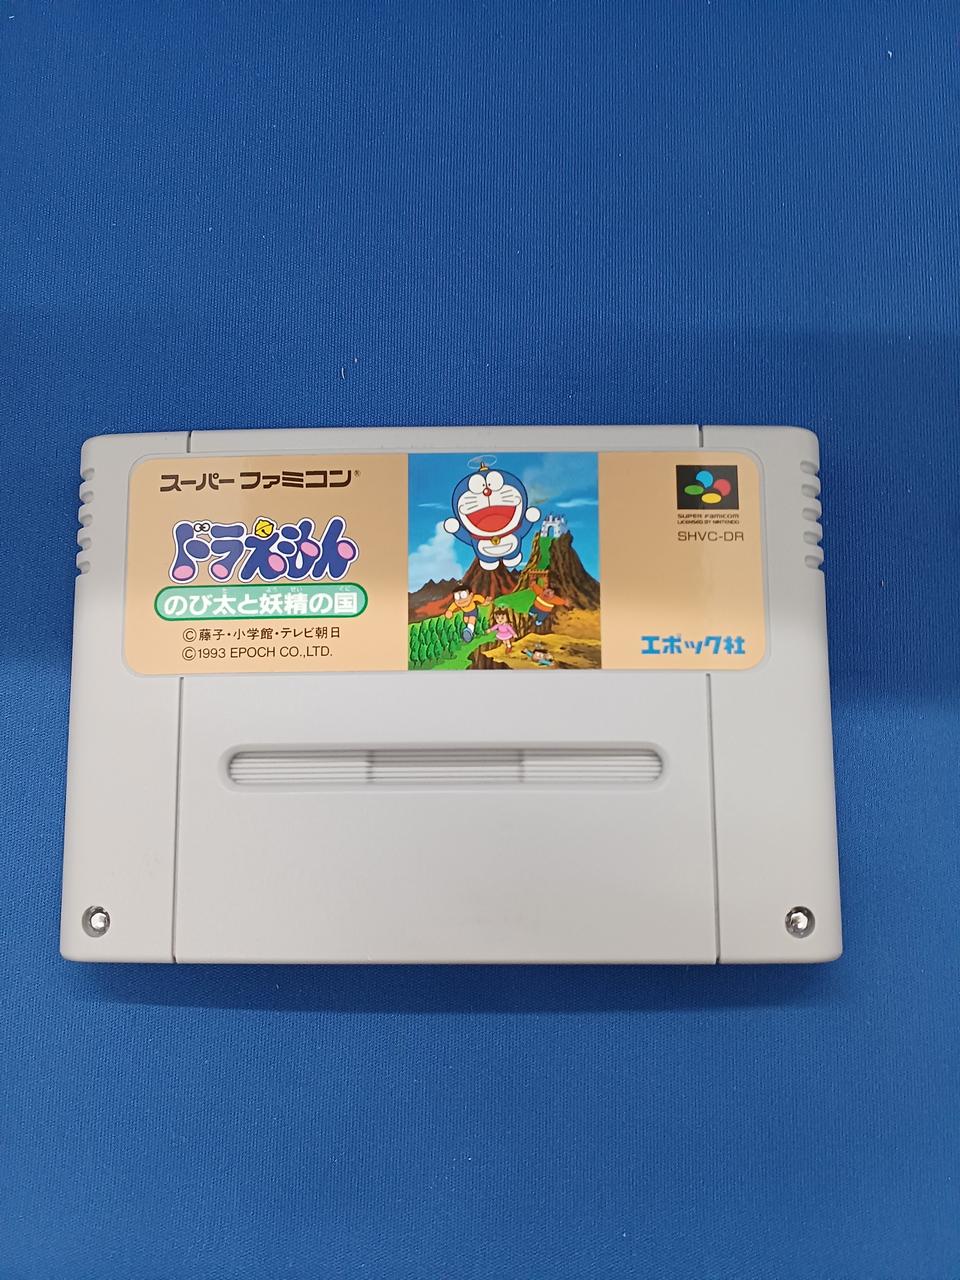 スーパーファミコン®
ドラえもん
のび太と妖精の国
©藤子・小学館・テレビ朝日
©1993 EPOCH CO.,LTD.
SUPER FAMICOM
LICENSED BY NINTENDO
SHVC-DR
エポック社